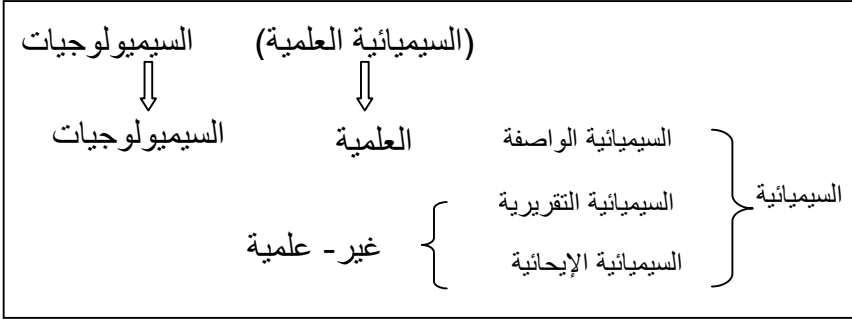 (السيميائية العلمية) السيميولوجيات
السيميائية الواصفة العلمية السيميولوجيات
السيميائية
السيميائية التقريرية
غير - علمية
السيميائية الإيحائية